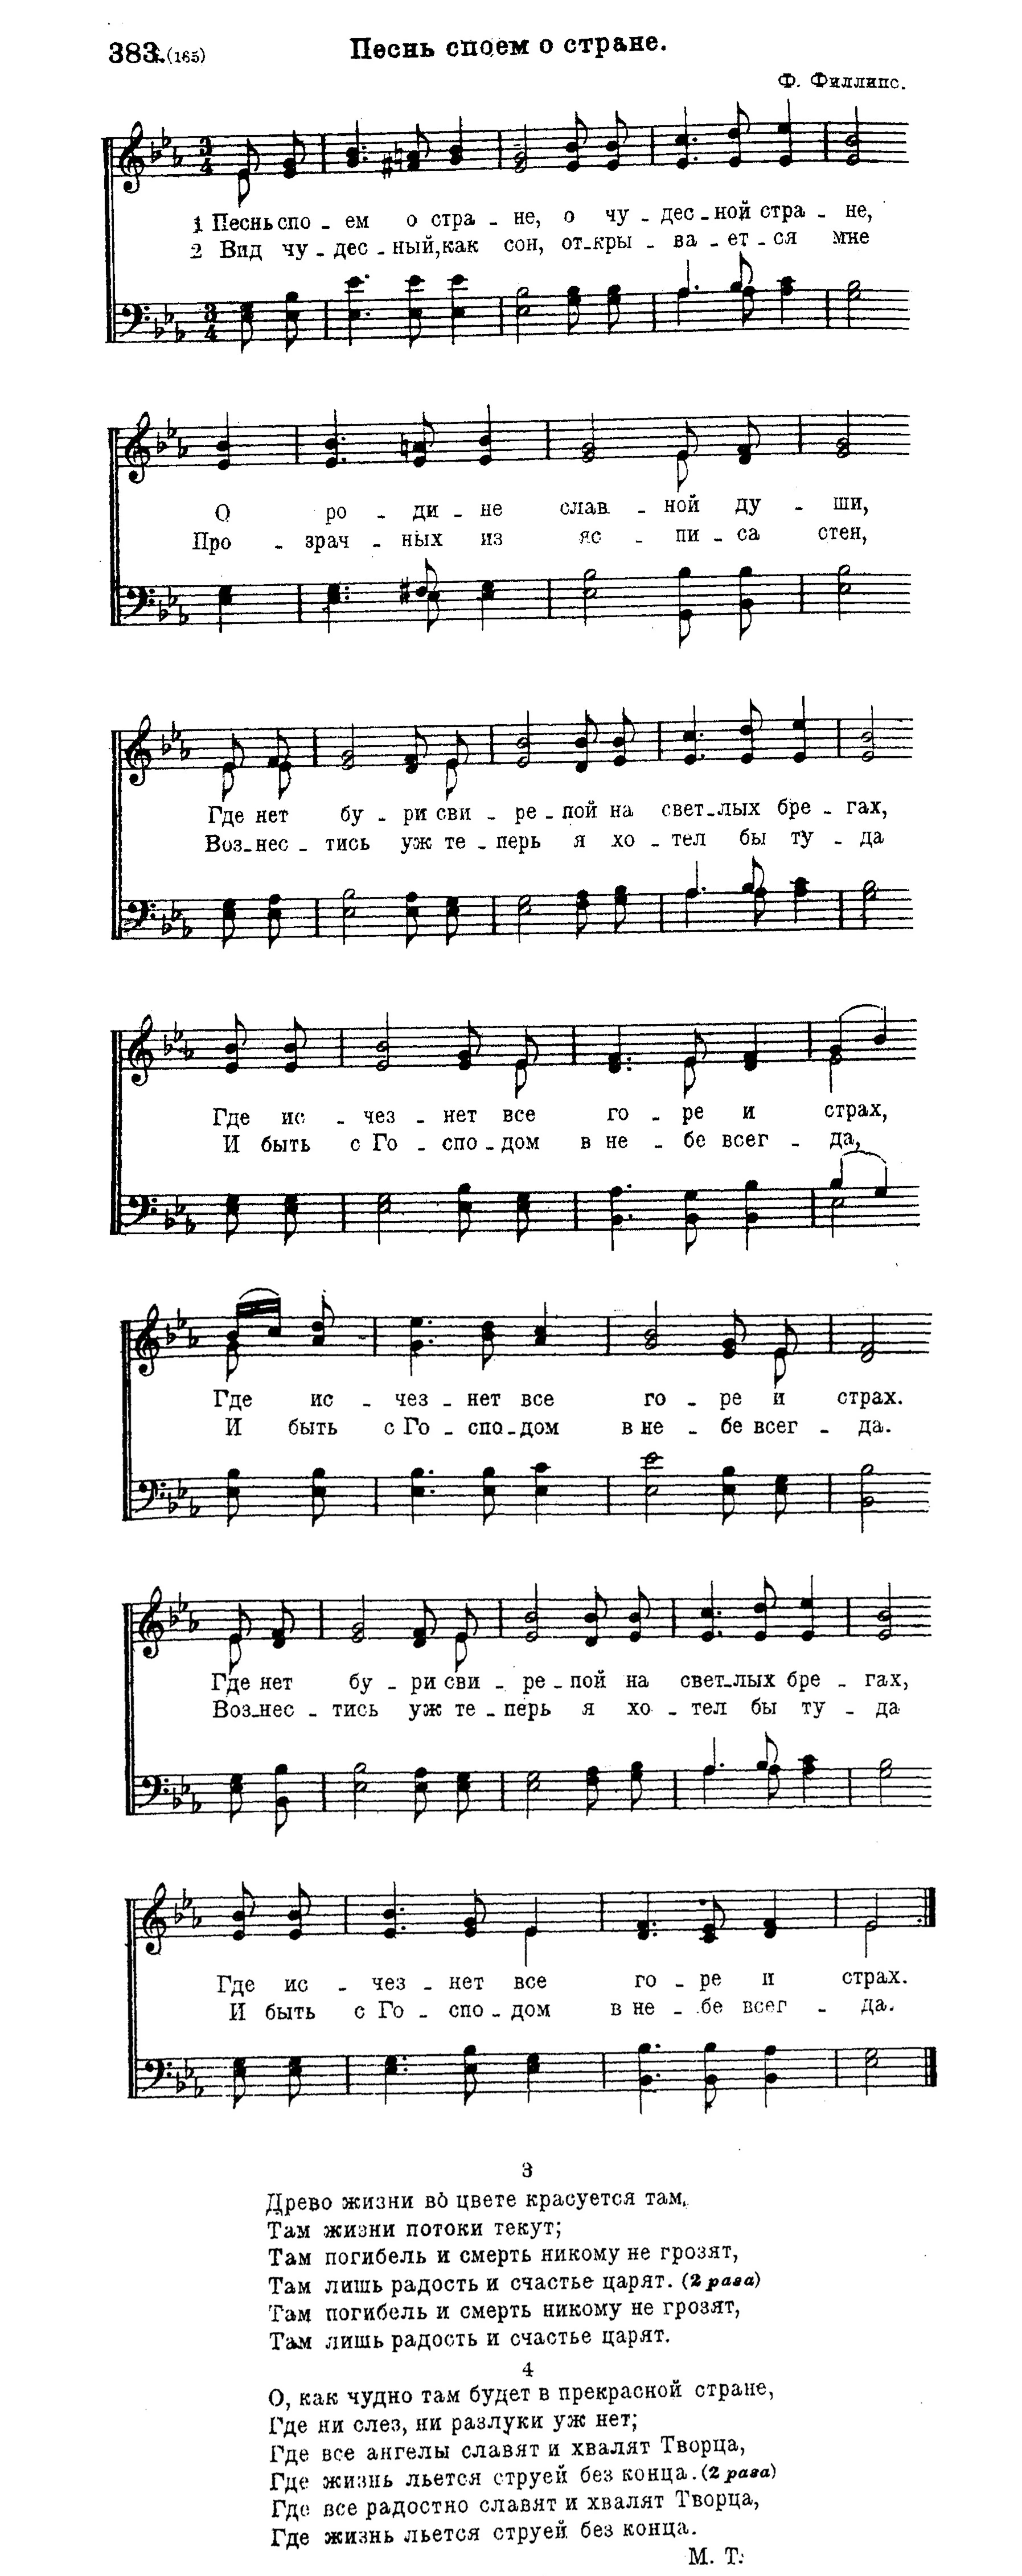 383. (165)
Песнь споем о стране.
Ф. Филлипс.
1 Песнь спо - ем о стра - не, о чу - дес - ной стра - не,
2 Вид чу - дес - ный, как сон, от - кры - ва - ет - ся мне
О ро - ди - не слав - ной ду - ши,
Про - зрач - ных из яс - пи - са стен,
Где нет бу - ри сви - ре - пой на свет - лых бре - гах,
Воз - нес - тись уж те - перь я хо - тел бы ту - да
Где ис - чез - нет все го - ре и страх,
И быть с Го - спо - дом в не - бе всег - да,
Где ис - чез - нет все го - ре и страх.
И быть с Го - спо - дом в не - бе всег - да.
Где нет бу - ри сви - ре - пой на свет - лых бре - гах,
Воз - нес - тись уж те - перь я хо - тел бы ту - да
Где ис - чез - нет все го - ре и страх.
И быть с Го - спо - дом в не - бе всег - да.
3
Древо жизни во цвете красуется там,
Там жизни потоки текут;
Там погибель и смерть никому не грозят,
Там лишь радость и счастье царят. (2 раза)
Там погибель и смерть никому не грозят,
Там лишь радость и счастье царят.
4
О, как чудно там будет в прекрасной стране,
Где ни слез, ни разлуки уж нет;
Где все ангелы славят и хвалят Творца,
Где жизнь льется струей без конца. (2 раза)
Где все радостно славят и хвалят Творца,
Где жизнь льется струей без конца.
М. Т.